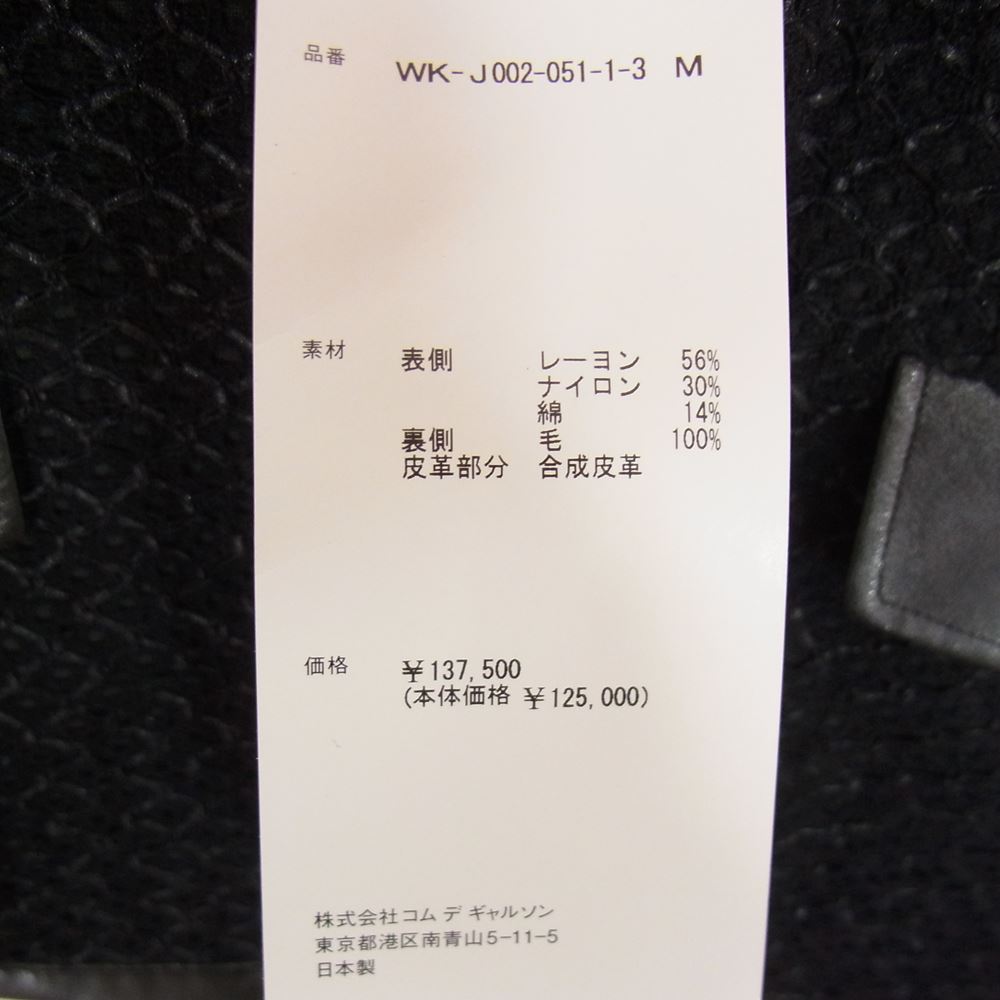 品番 WK-J002-051-1-3 M
素材 表側 レーヨン 56%
ナイロン 30%
綿 14%
裏側 毛 100%
皮革部分 合成皮革
価格 ¥137,500
(本体価格 ¥125,000)
株式会社コム デ ギャルソン
東京都港区南青山5-11-5
日本製